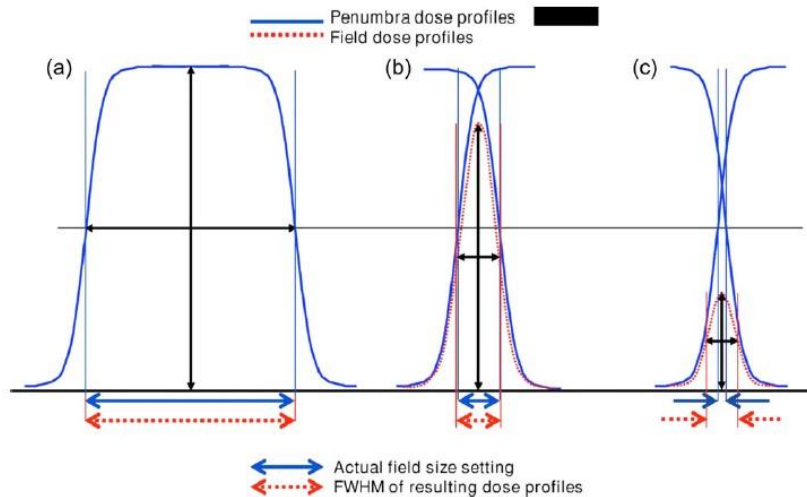 Penumbra dose profiles
Field dose profiles
(a) (b) (c)
Actual field size setting
FWHM of resulting dose profiles